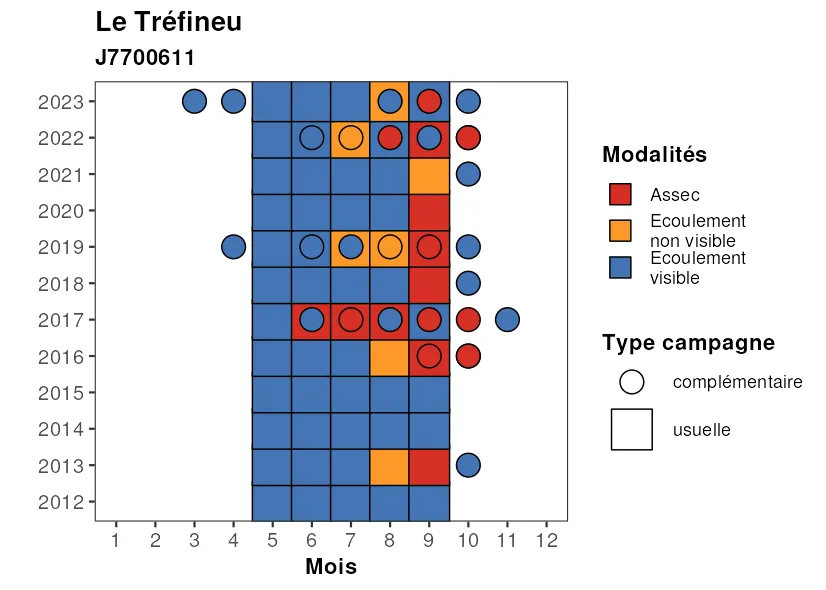 Le Tréfineu
J7700611
2023
2022
2021
2020
2019
2018
2017
2016
2015
2014
2013
2012
1 2 3 4 5 6 7 8 9 10 11 12
Mois
Modalités
Assec
Ecoulement
non visible
Ecoulement
visible
Type campagne
complémentaire
usuelle